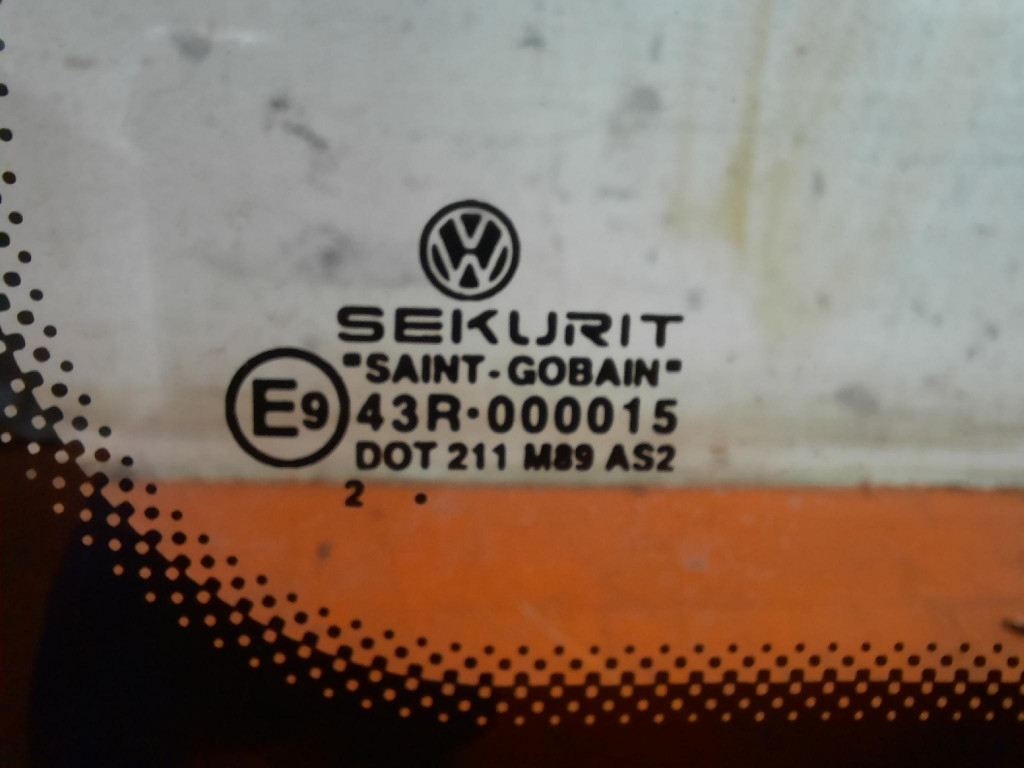 SEKURIT
"SAINT-GOBAIN"
E9 43R·000015
DOT 211 M89 AS2
2 .